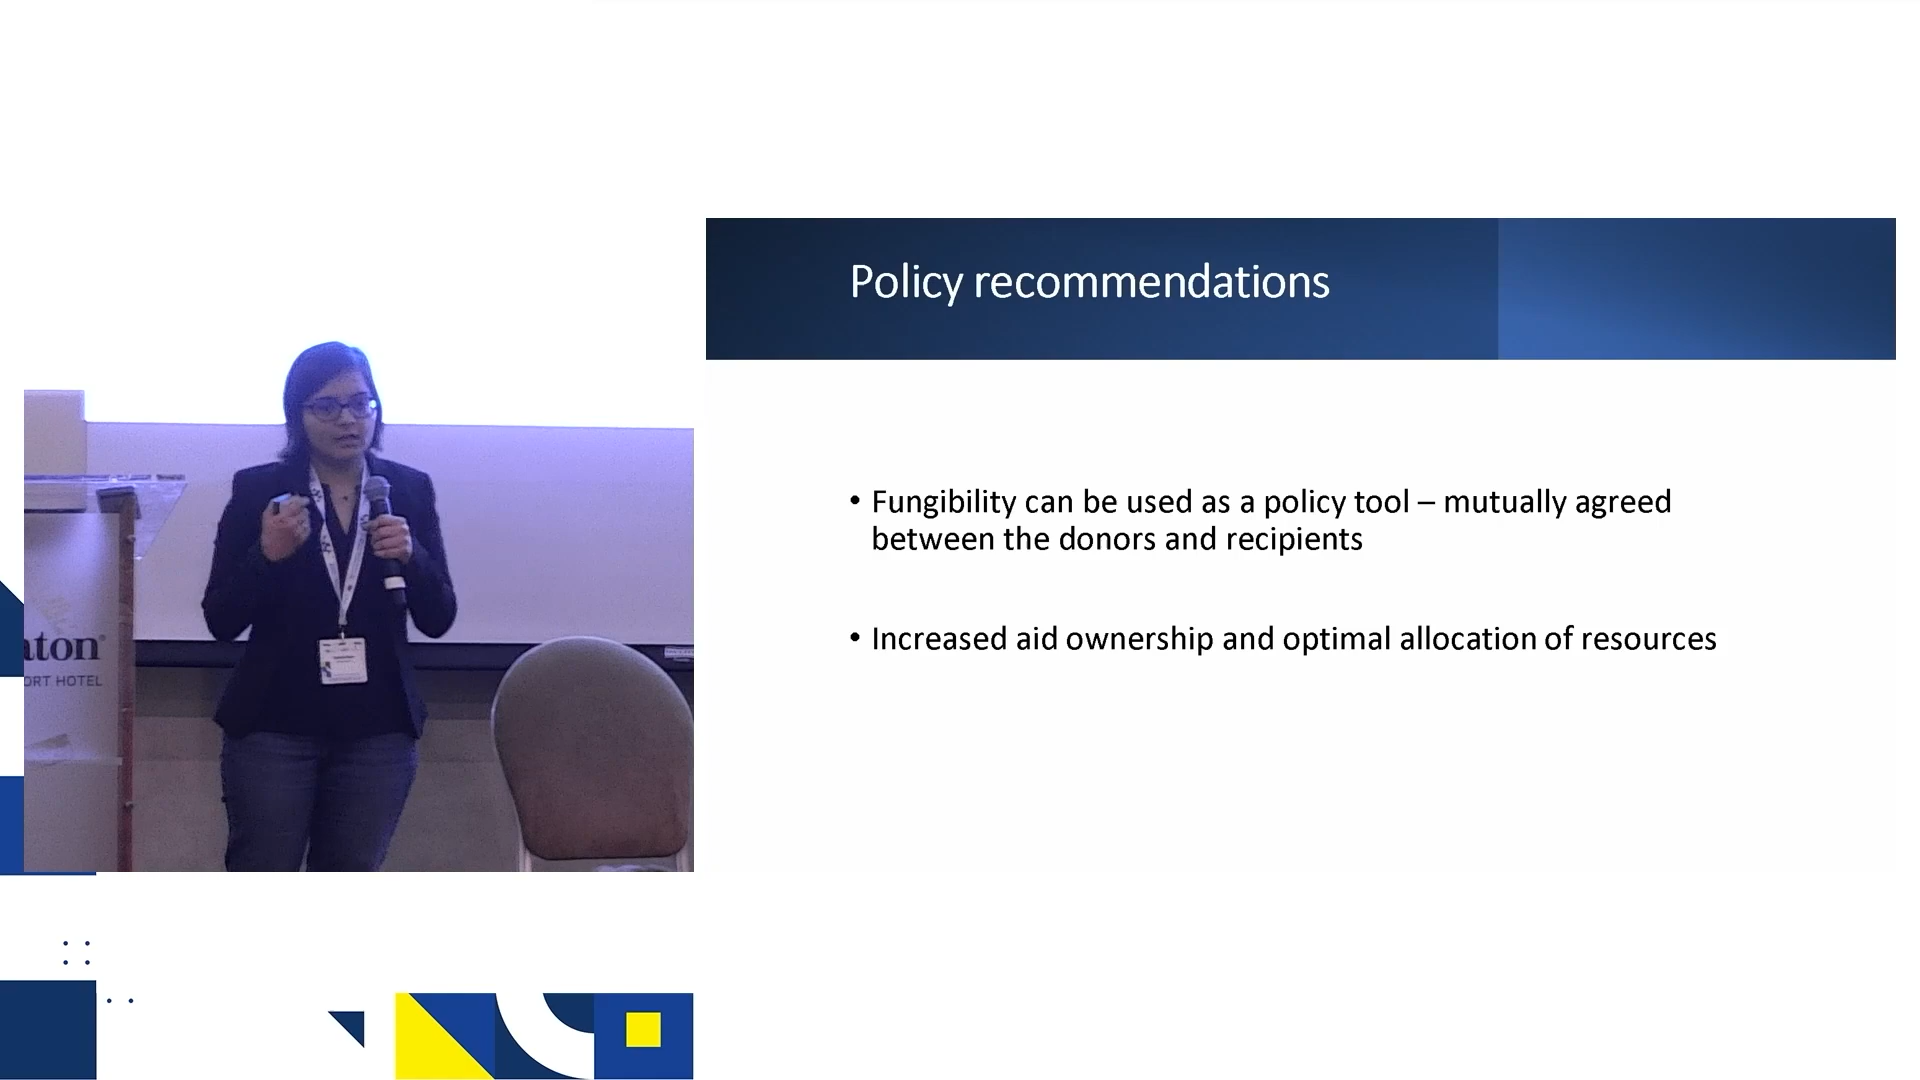 Policy recommendations
• Fungibility can be used as a policy tool – mutually agreed
between the donors and recipients
• Increased aid ownership and optimal allocation of resources
aton
ORT HOTEL